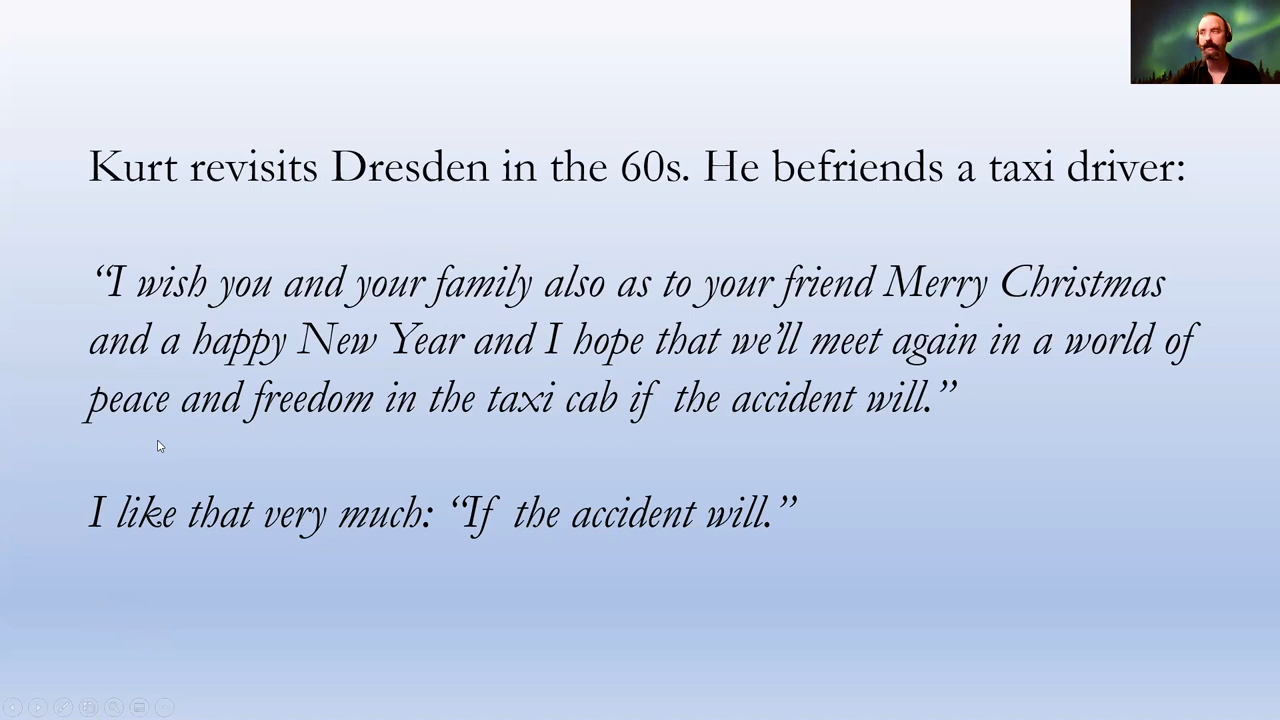 Kurt revisits Dresden in the 60s. He befriends a taxi driver:
“I wish you and your family also as to your friend Merry Christmas
and a happy New Year and I hope that we’ll meet again in a world of
peace and freedom in the taxi cab if the accident will.”
I like that very much: “If the accident will.”